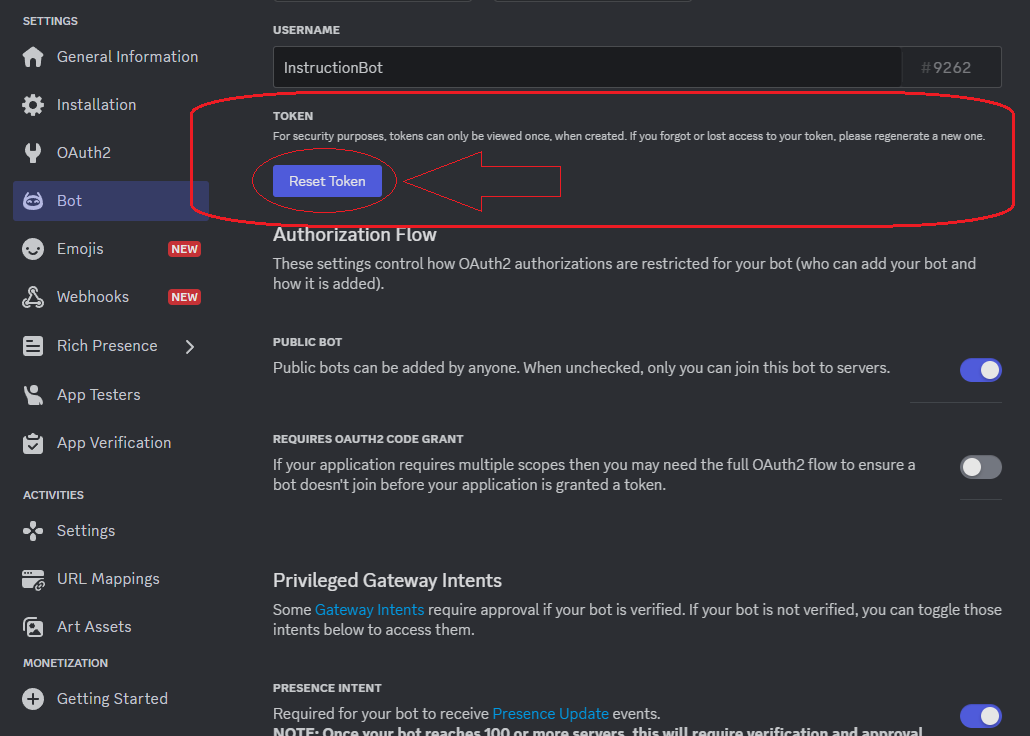 SETTINGS
General Information
Installation
OAuth2
Bot
Emojis NEW
Webhooks NEW
Rich Presence
App Testers
App Verification
ACTIVITIES
Settings
URL Mappings
Art Assets
MONETIZATION
Getting Started
USERNAME
InstructionBot #9262
TOKEN
For security purposes, tokens can only be viewed once, when created. If you forgot or lost access to your token, please regenerate a new one.
Reset Token
Authorization Flow
These settings control how OAuth2 authorizations are restricted for your bot (who can add your bot and
how it is added).
PUBLIC BOT
Public bots can be added by anyone. When unchecked, only you can join this bot to servers.
REQUIRES OAUTH2 CODE GRANT
If your application requires multiple scopes then you may need the full OAuth2 flow to ensure a
bot doesn't join before your application is granted a token.
Privileged Gateway Intents
Some Gateway Intents require approval if your bot is verified. If your bot is not verified, you can toggle those
intents below to access them.
PRESENCE INTENT
Required for your bot to receive Presence Update events.
NOTE: Once your bot reaches 100 or more servers, this will require verification and approval